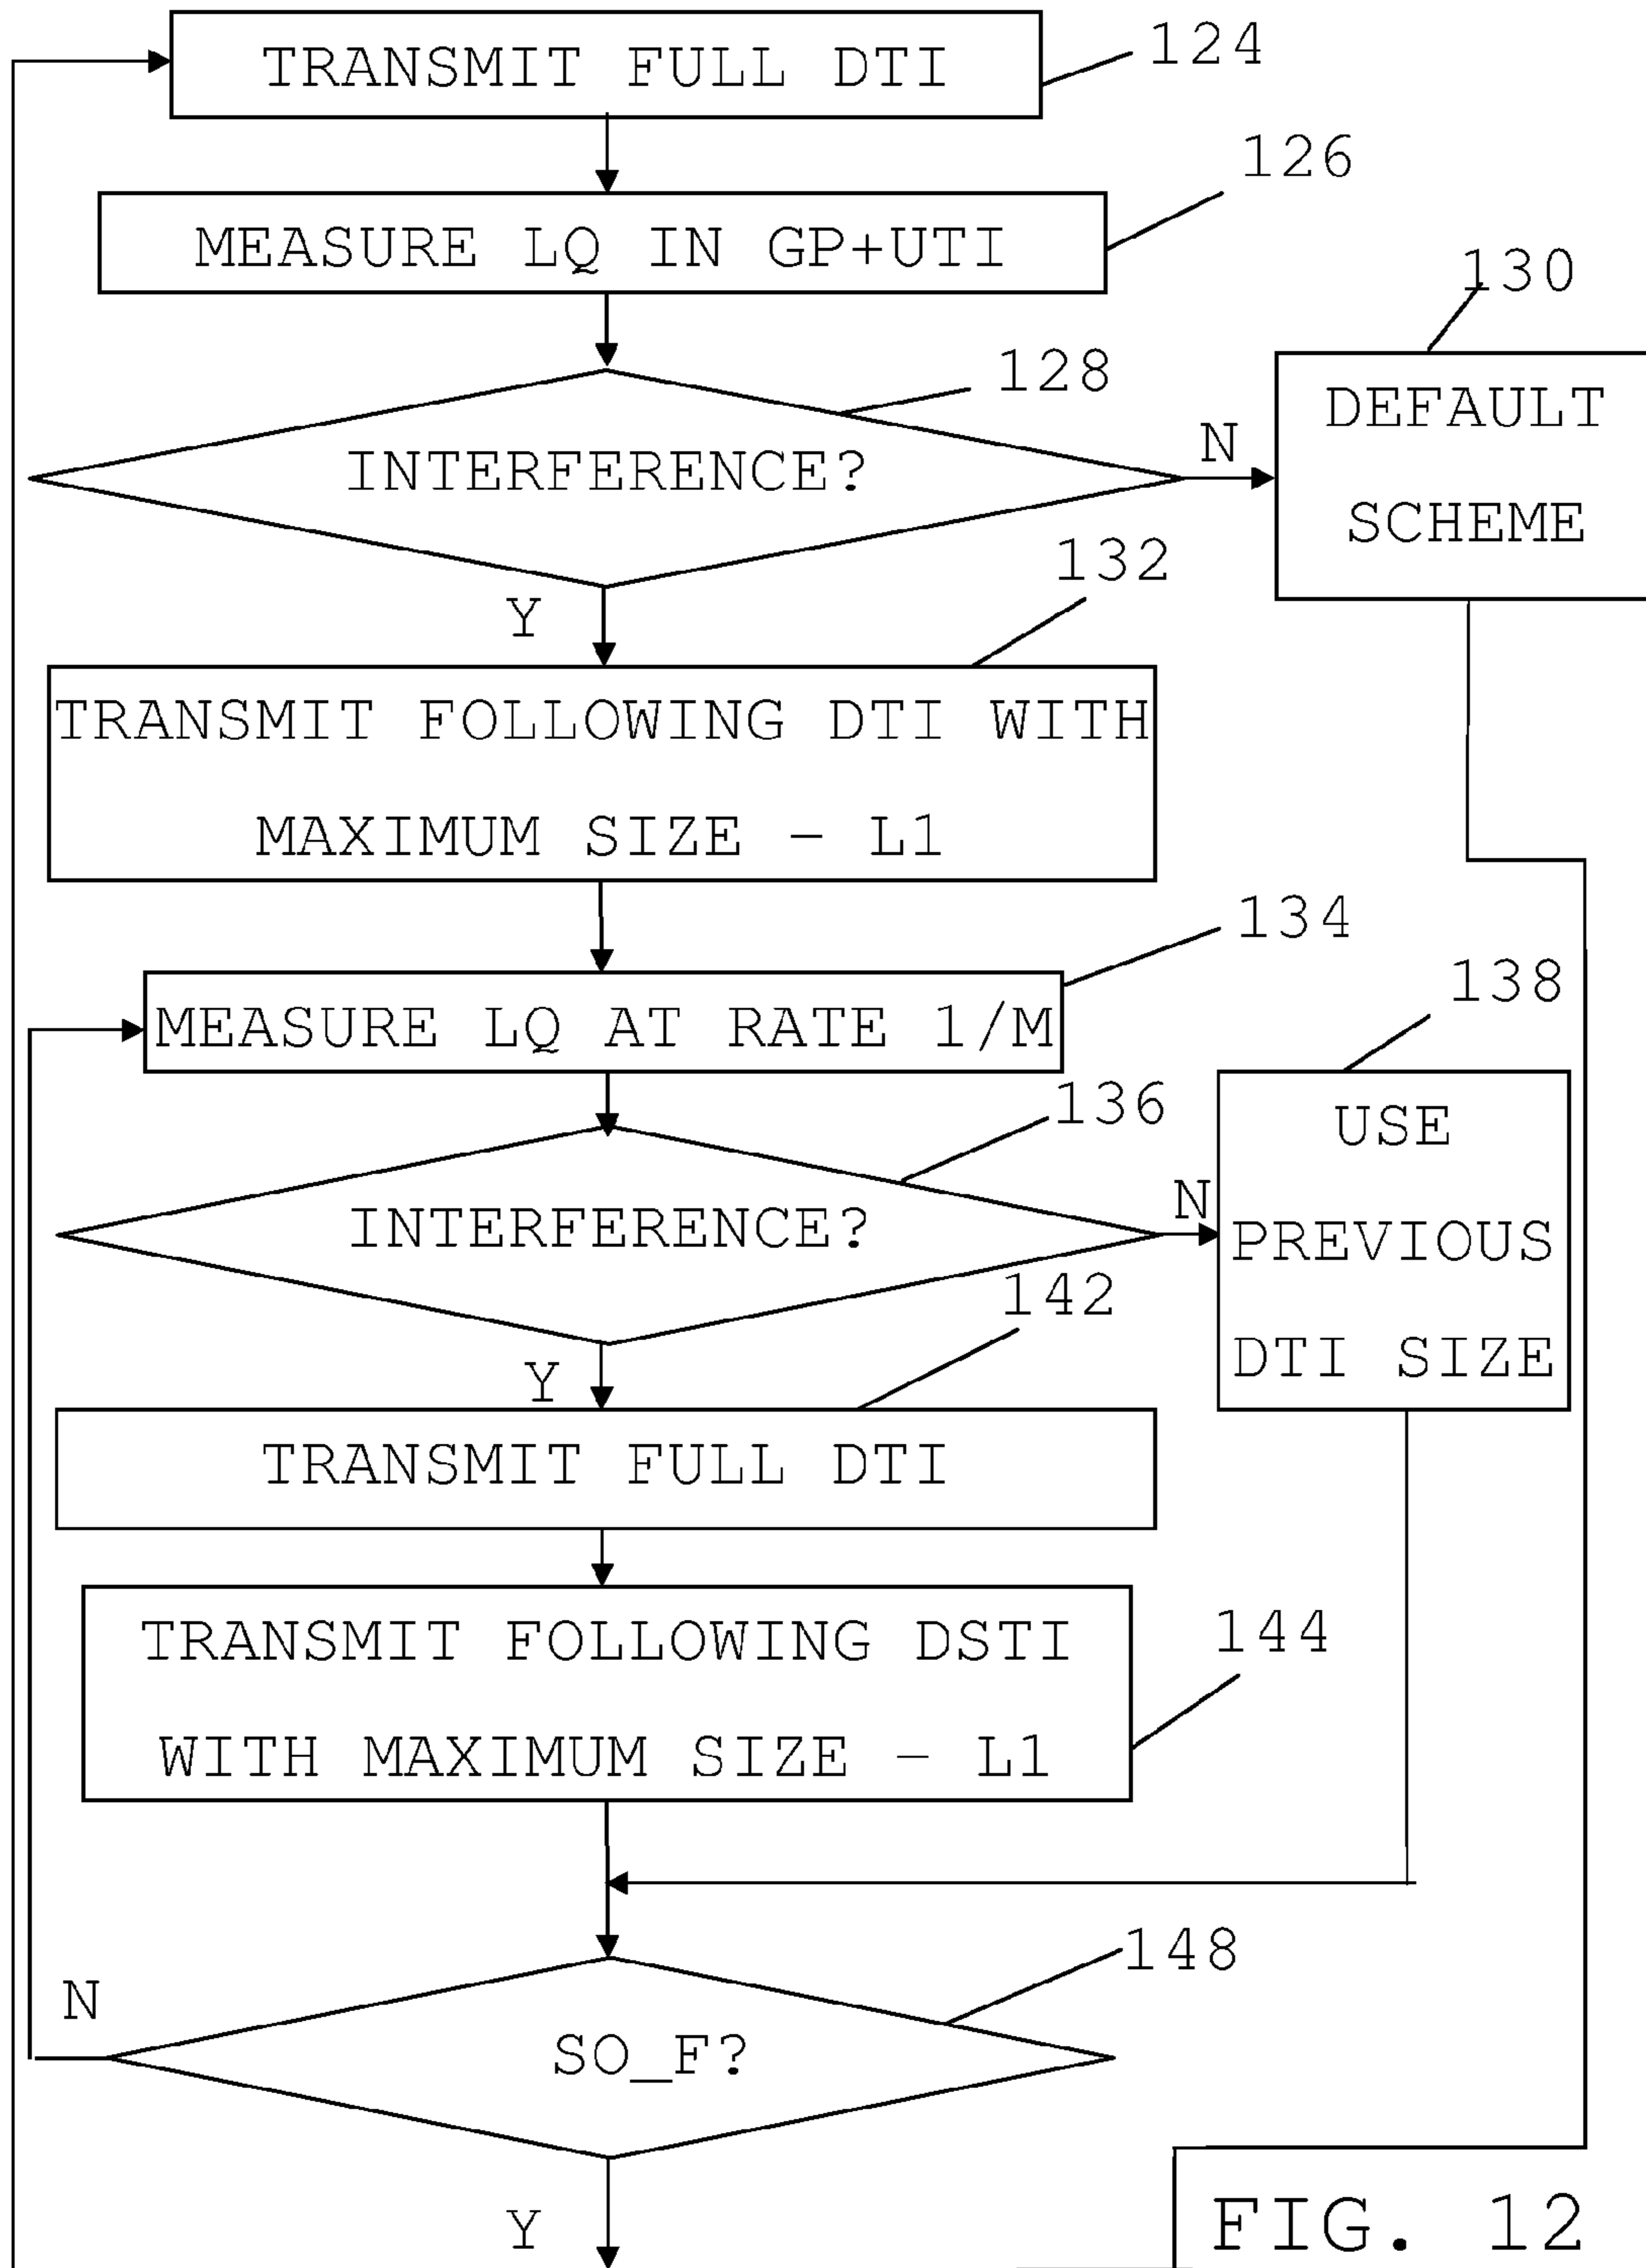 TRANSMIT FULL DTI
124
126
MEASURE LQ IN GP+UTI
130
128
INTERFERENCE?
N
DEFAULT
SCHEME
132
Y
TRANSMIT FOLLOWING DTI WITH
MAXIMUM SIZE - L1
134
138
MEASURE LQ AT RATE 1/M
136
USE
PREVIOUS
DTI SIZE
N
INTERFERENCE?
142
Y
TRANSMIT FULL DTI
144
TRANSMIT FOLLOWING DSTI
WITH MAXIMUM SIZE - L1
148
N
SO_F?
Y
FIG. 12